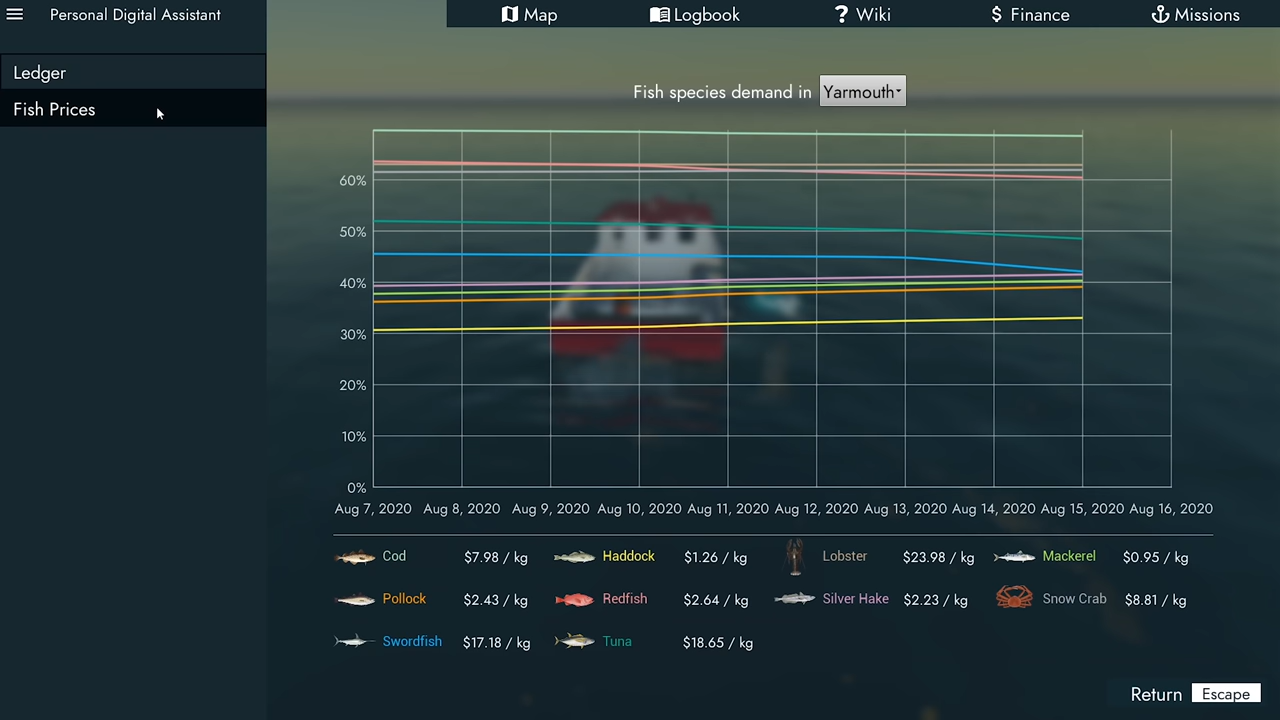 Personal Digital Assistant
Map
Logbook
Wiki
Finance
Missions
Ledger
Fish Prices
Fish species demand in Yarmouth
60%
50%
40%
30%
20%
10%
0%
Aug 7, 2020 Aug 8, 2020 Aug 9, 2020 Aug 10, 2020 Aug 11, 2020 Aug 12, 2020 Aug 13, 2020 Aug 14, 2020 Aug 15, 2020 Aug 16, 2020
Cod $7.98 / kg Haddock $1.26 / kg Lobster $23.98 / kg Mackerel $0.95 / kg
Pollock $2.43 / kg Redfish $2.64 / kg Silver Hake $2.23 / kg Snow Crab $8.81 / kg
Swordfish $17.18 / kg Tuna $18.65 / kg
Return Escape